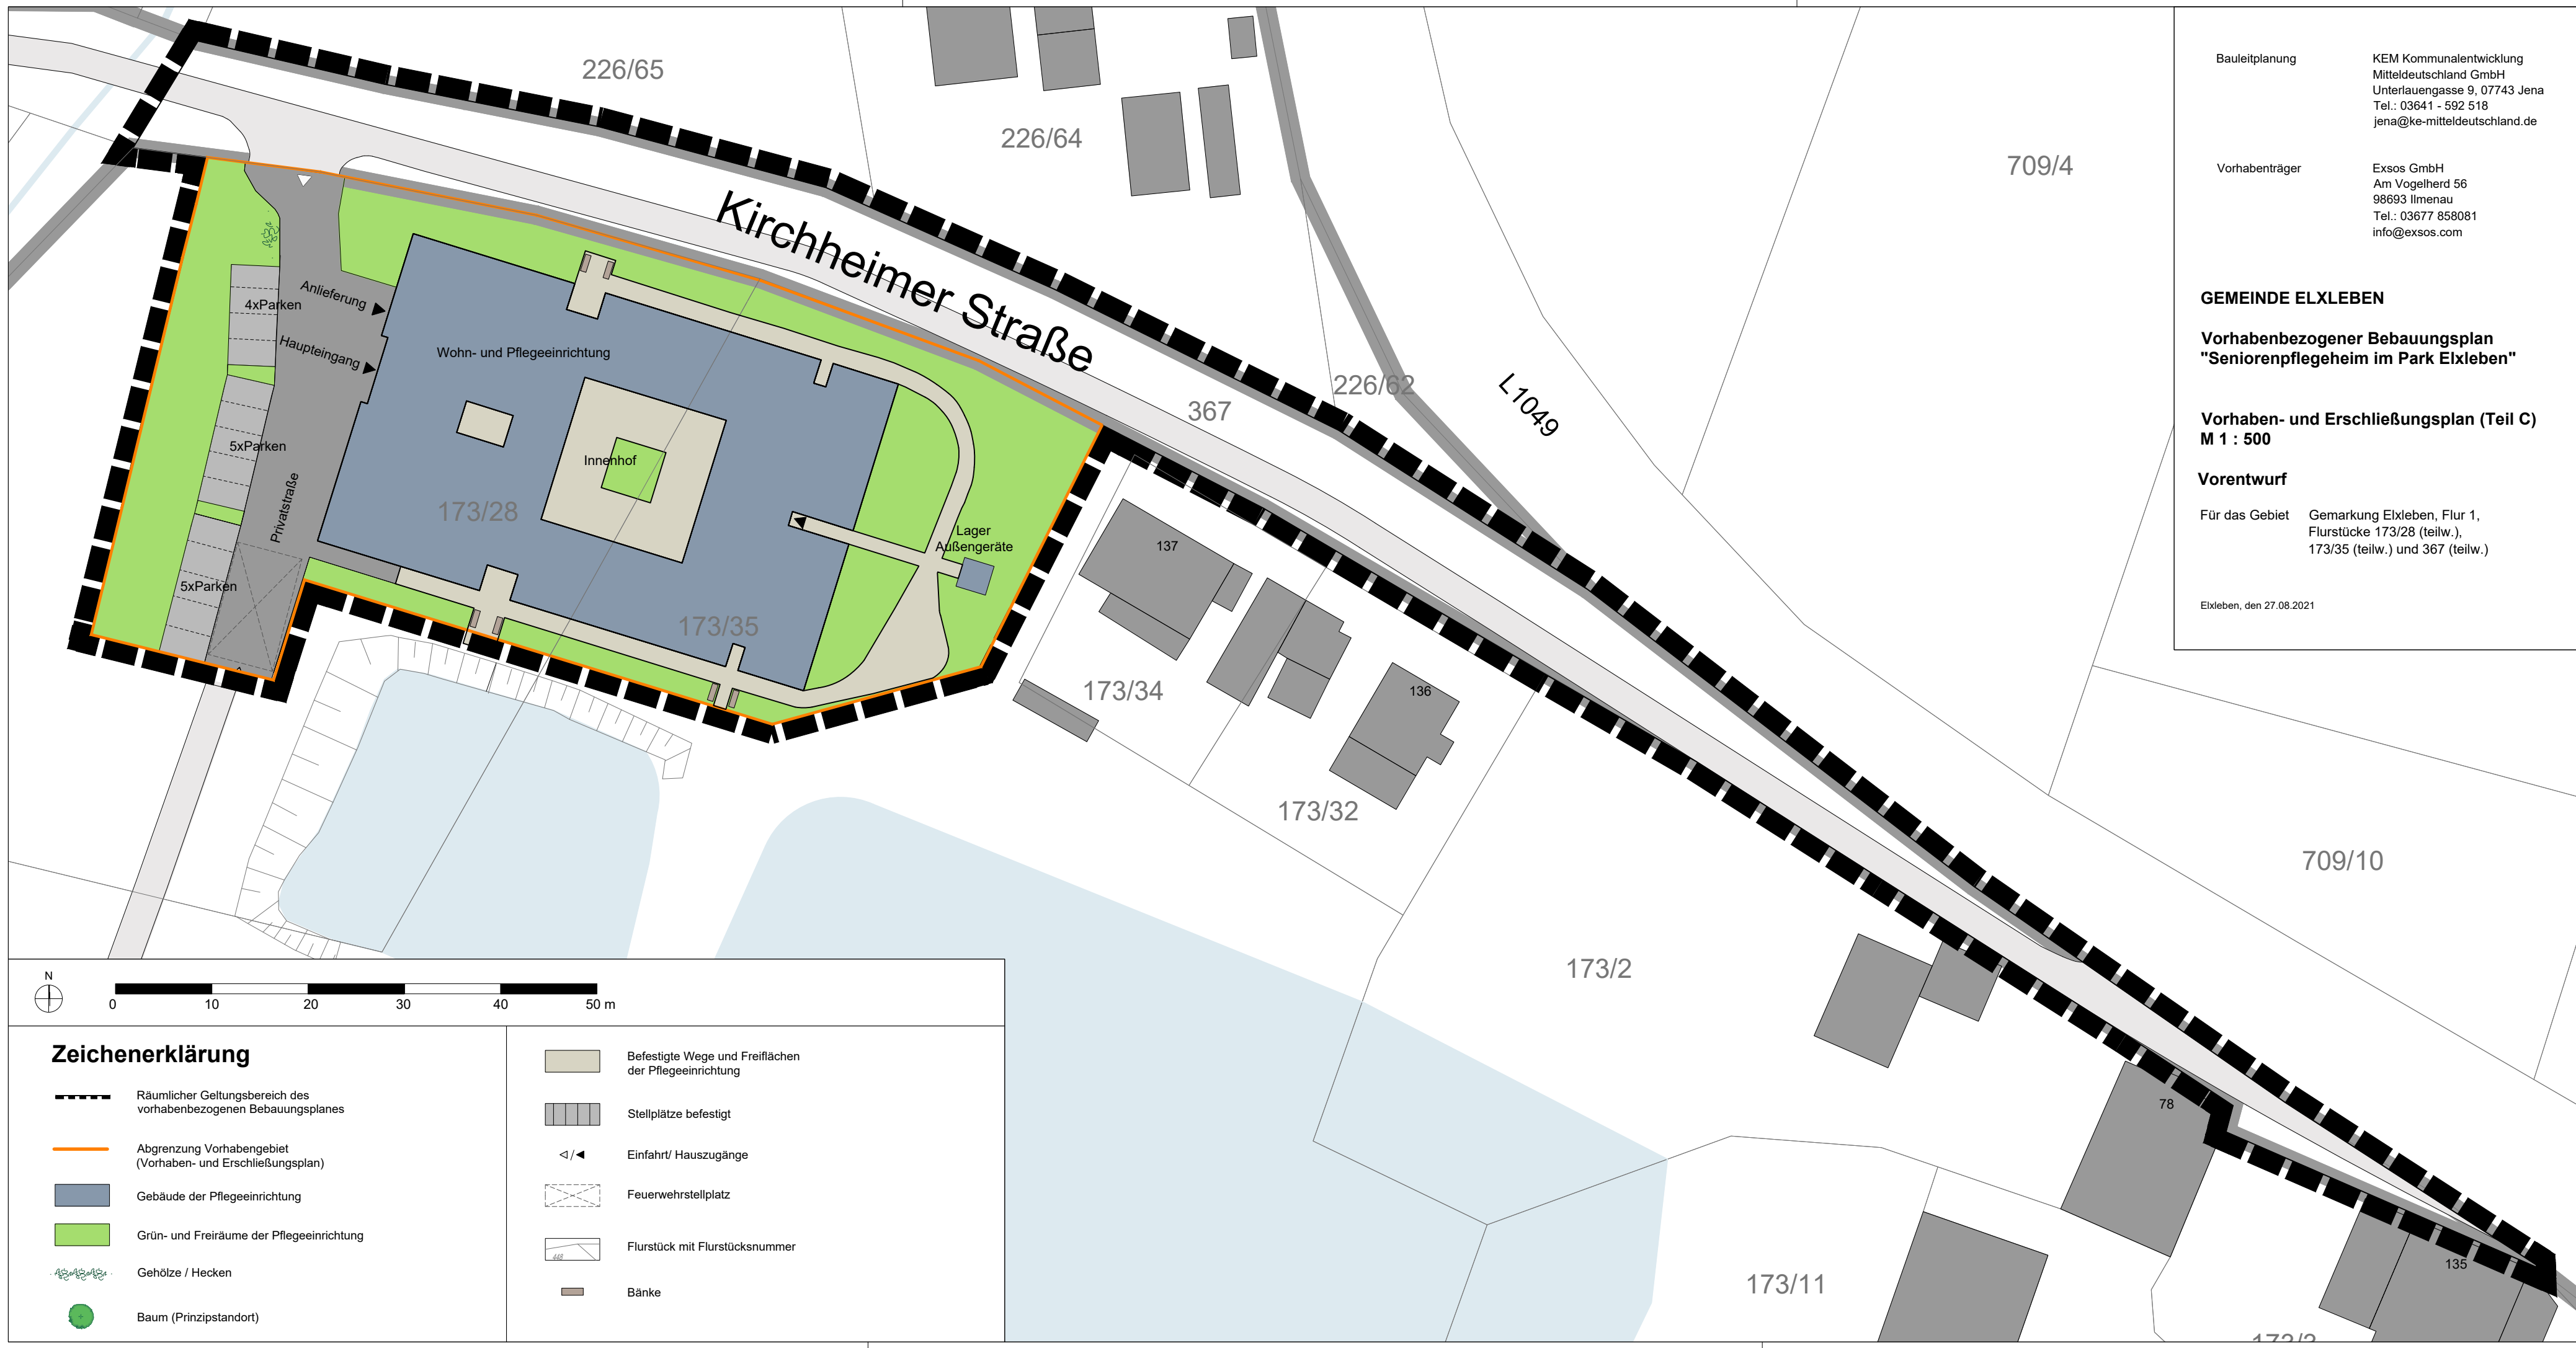 226/65
226/64
709/4
Kirchheimer Straße
226/62
367
L1049
4xParken
Anlieferung
Haupteingang
Wohn- und Pflegeeinrichtung
5xParken
Innenhof
Privatstraße
173/28
Lager
Außengeräte
5xParken
173/35
137
173/34
136
173/32
709/10
173/2
78
173/11
135
Bauleitplanung
KEM Kommunalentwicklung
Mitteldeutschland GmbH
Unterlauengasse 9, 07743 Jena
Tel.: 03641 - 592 518
jena@ke-mitteldeutschland.de
Vorhabenträger
Exsos GmbH
Am Vogelherd 56
98693 Ilmenau
Tel.: 03677 858081
info@exsos.com
GEMEINDE ELXLEBEN
Vorhabenbezogener Bebauungsplan
"Seniorenpflegeheim im Park Elxleben"
Vorhaben- und Erschließungsplan (Teil C)
M 1 : 500
Vorentwurf
Für das Gebiet
Gemarkung Elxleben, Flur 1,
Flurstücke 173/28 (teilw.),
173/35 (teilw.) und 367 (teilw.)
Elxleben, den 27.08.2021
N
0 10 20 30 40 50 m
Zeichenerklärung
Räumlicher Geltungsbereich des
vorhabenbezogenen Bebauungsplanes
Abgrenzung Vorhabengebiet
(Vorhaben- und Erschließungsplan)
Gebäude der Pflegeeinrichtung
Grün- und Freiräume der Pflegeeinrichtung
Gehölze / Hecken
Baum (Prinzipstandort)
Befestigte Wege und Freiflächen
der Pflegeeinrichtung
Stellplätze befestigt
/
Einfahrt/ Hauszugänge
Feuerwehrstellplatz
Flurstück mit Flurstücksnummer
Bänke